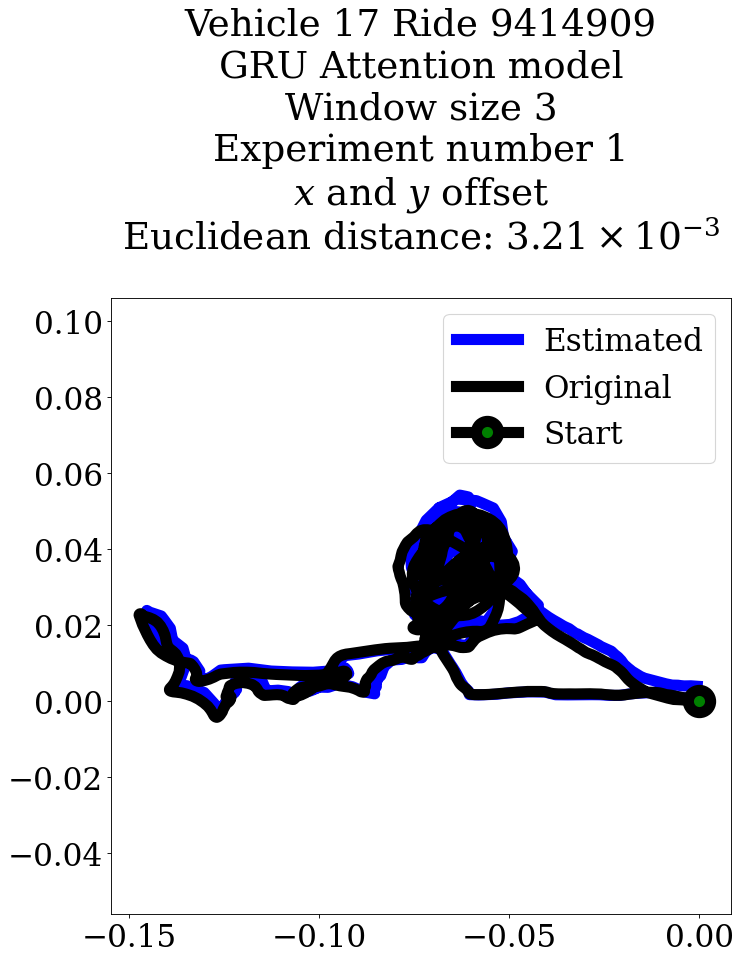 Vehicle 17 Ride 9414909
GRU Attention model
Window size 3
Experiment number 1
x and y offset
Euclidean distance: 3.21 × 10⁻³
Estimated
Original
Start
0.10
0.08
0.06
0.04
0.02
0.00
−0.02
−0.04
−0.15 −0.10 −0.05 0.00